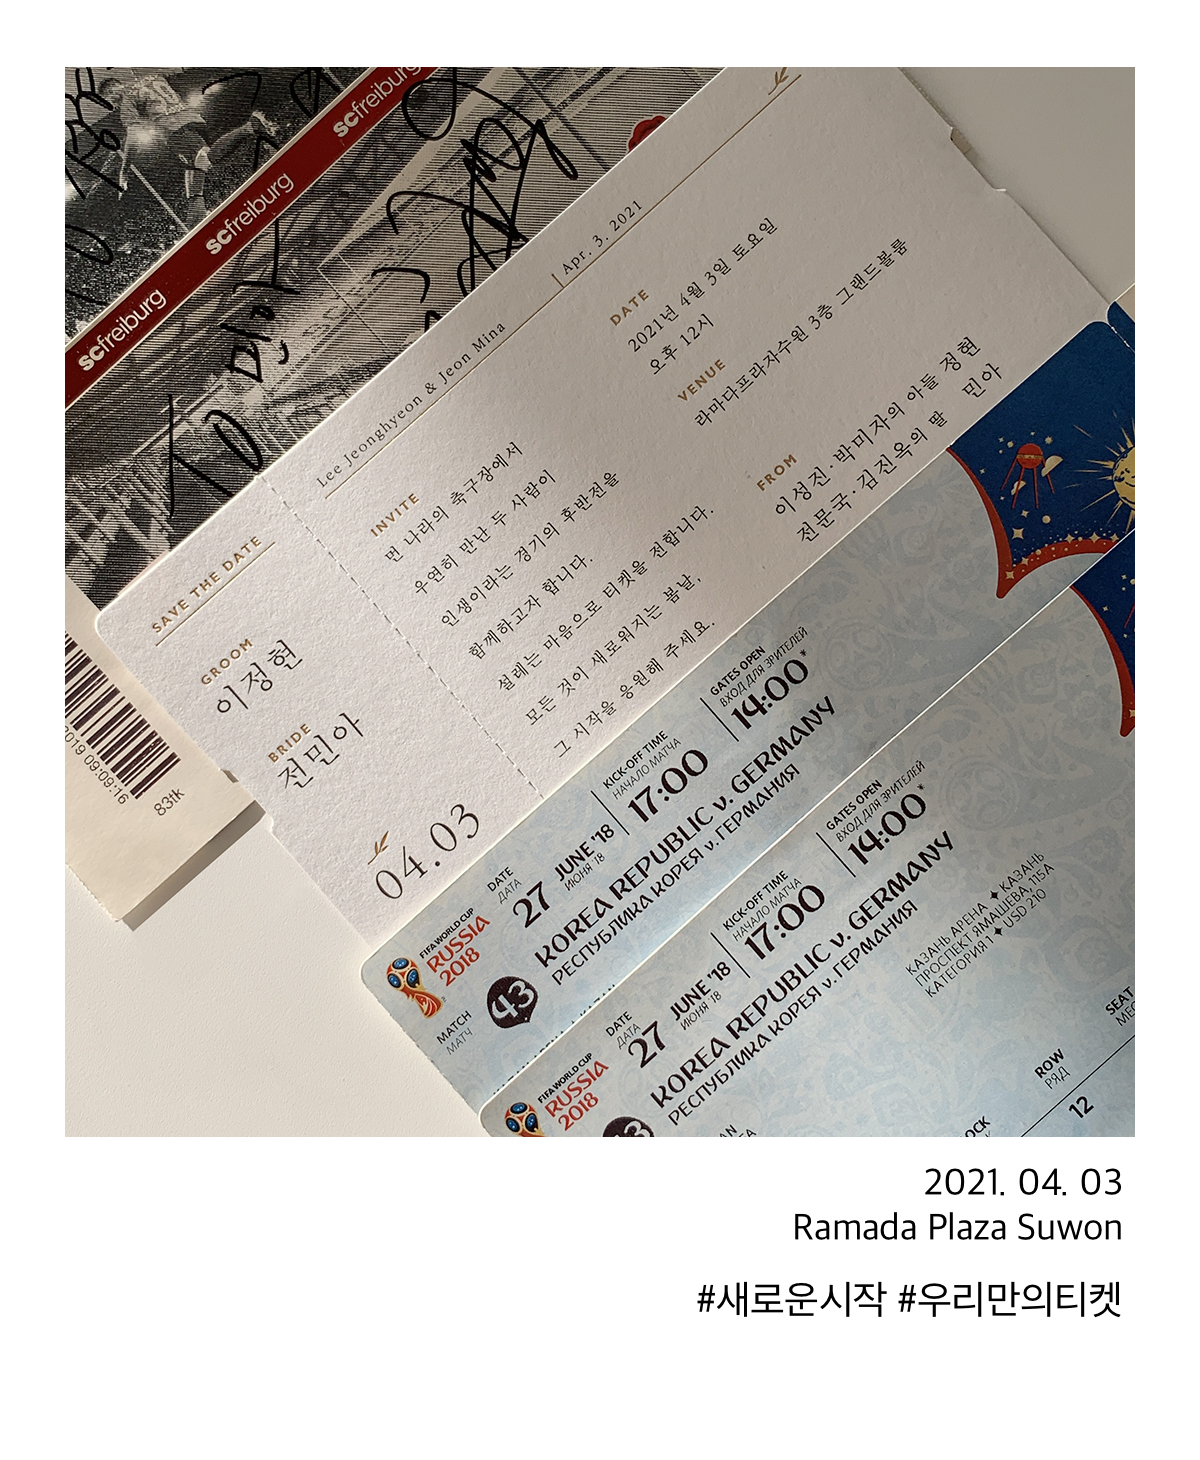 scfreiburg
scfreiburg
scfreiburg
2019 09:09:16
83tk
Lee Jeonghyeon & Jeon Mina
| Apr. 3. 2021
SAVE THE DATE
GROOM
이정현
BRIDE
전민아
04.03
INVITE
먼 나라의 축구장에서
우연히 만난 두 사람이
인생이라는 경기의 후반전을
함께하고자 합니다.
설레는 마음으로 티켓을 전합니다.
모든 것이 새로워지는 봄날,
그 시작을 응원해 주세요.
DATE
2021년 4월 3일 토요일
오후 12시
VENUE
라마다프라자수원 3층 그랜드볼룸
FROM
이성진·박미자의 아들 정현
전문국·김진옥의 딸 민아
FIFA WORLD CUP
RUSSIA
2018
MATCH
МАТЧ
43
DATE
ДАТА
27 JUNE '18
ИЮНЯ '18
KICK-OFF TIME
НАЧАЛО МАТЧА
17:00
GATES OPEN
ВХОД ДЛЯ ЗРИТЕЛЕЙ
14:00*
KOREA REPUBLIC v. GERMANY
РЕСПУБЛИКА КОРЕЯ v. ГЕРМАНИЯ
FIFA WORLD CUP
RUSSIA
2018
43
DATE
ДАТА
27 JUNE '18
ИЮНЯ '18
KICK-OFF TIME
НАЧАЛО МАТЧА
17:00
GATES OPEN
ВХОД ДЛЯ ЗРИТЕЛЕЙ
14:00*
KOREA REPUBLIC v. GERMANY
РЕСПУБЛИКА КОРЕЯ v. ГЕРМАНИЯ
КАЗАНЬ АРЕНА ✦ КАЗАНЬ
ПРОСПЕКТ ЯМАШЕВА, 115А
КАТЕГОРИЯ 1 ✦ USD 210
ROW
РЯД
12
SEAT
2021. 04. 03
Ramada Plaza Suwon
#새로운시작 #우리만의티켓